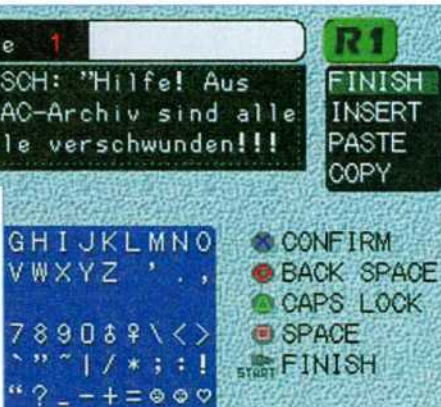 e 1
R1
SCH: "Hilfe! Aus
AC-Archiv sind alle
le verschwunden!!!
FINISH
INSERT
PASTE
COPY
GHIJKLMNO
VWXYZ ' . ,
7890♂♀\<>
`"~|/*;:!
"?_-+=☻☺♡
CONFIRM
BACK SPACE
CAPS LOCK
SPACE
START FINISH